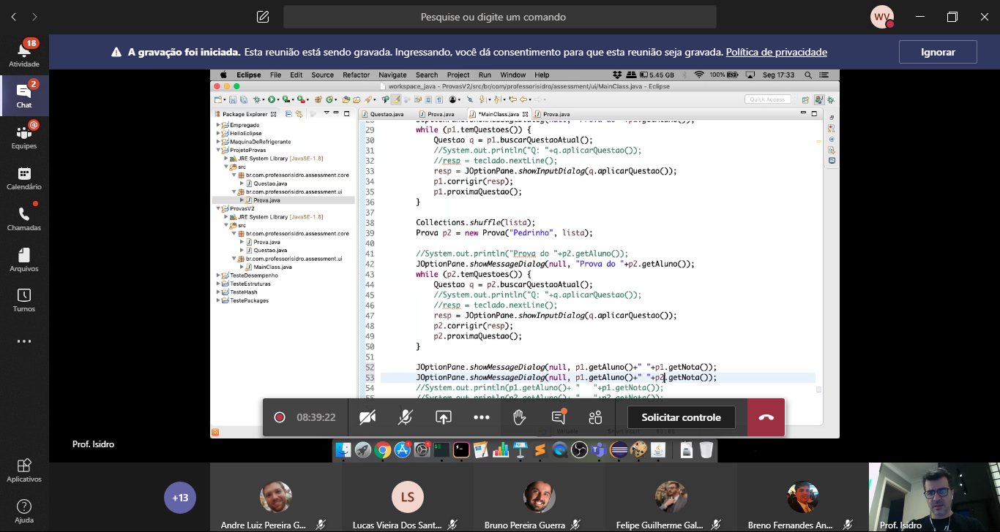 Pesquise ou digite um comando
WV
18
Atividade
2
Chat
@
Equipes
Calendário
Chamadas
Arquivos
Turnos
Aplicativos
Ajuda
A gravação foi iniciada. Esta reunião está sendo gravada. Ingressando, você dá consentimento para que esta reunião seja gravada. Política de privacidade
Ignorar
Eclipse File Edit Source Refactor Navigate Search Project Run Window Help
5.45 GB 100% Seg 17:33
workspace_java - ProvasV2/src/br/com/professorisidro/assessment/ui/MainClass.java - Eclipse
Quick Access
Package Explorer
Empregado
HelloEclipse
MaquinaDeRefrigerante
ProjetoProvas
JRE System Library [JavaSE-1.8]
src
br.com.professorisidro.assessment.core
Questao.java
br.com.professorisidro.assessment.ui
Prova.java
ProvasV2
JRE System Library [JavaSE-1.8]
src
br.com.professorisidro.assessment.core
Prova.java
Questao.java
br.com.professorisidro.assessment.ui
MainClass.java
TesteDesempenho
TesteEstruturas
TesteHash
TestePackages
Questao.java Prova.java *MainClass.java Prova.java
29 while (p1.temQuestoes()) {
30 Questao q = p1.buscarQuestaoAtual();
31 //System.out.println("Q: "+q.aplicarQuestao());
32 //resp = teclado.nextLine();
33 resp = JOptionPane.showInputDialog(q.aplicarQuestao());
34 p1.corrigir(resp);
35 p1.proximaQuestao();
36 }
37
38 Collections.shuffle(lista);
39 Prova p2 = new Prova("Pedrinho", lista);
40
41 //System.out.println("Prova do "+p2.getAluno());
42 JOptionPane.showMessageDialog(null, "Prova do "+p2.getAluno());
43 while (p2.temQuestoes()) {
44 Questao q = p2.buscarQuestaoAtual();
45 //System.out.println("Q: "+q.aplicarQuestao());
46 //resp = teclado.nextLine();
47 resp = JOptionPane.showInputDialog(q.aplicarQuestao());
48 p2.corrigir(resp);
49 p2.proximaQuestao();
50 }
51
52 JOptionPane.showMessageDialog(null, p1.getAluno()+" "+p1.getNota());
53 JOptionPane.showMessageDialog(null, p1.getAluno()+" "+p2.getNota());
54 //System.out.println(p1.getAluno()+ " "+p1.getNota());
55 //System.out.println(p2.getAluno()+ " "+p2.getNota());
08:39:22
Solicitar controle
Prof. Isidro
+13
Andre Luiz Pereira G...
LS
Lucas Vieira Dos Sant...
Bruno Pereira Guerra
Felipe Guilherme Gal...
Breno Fernandes An...
Prof. Isidro